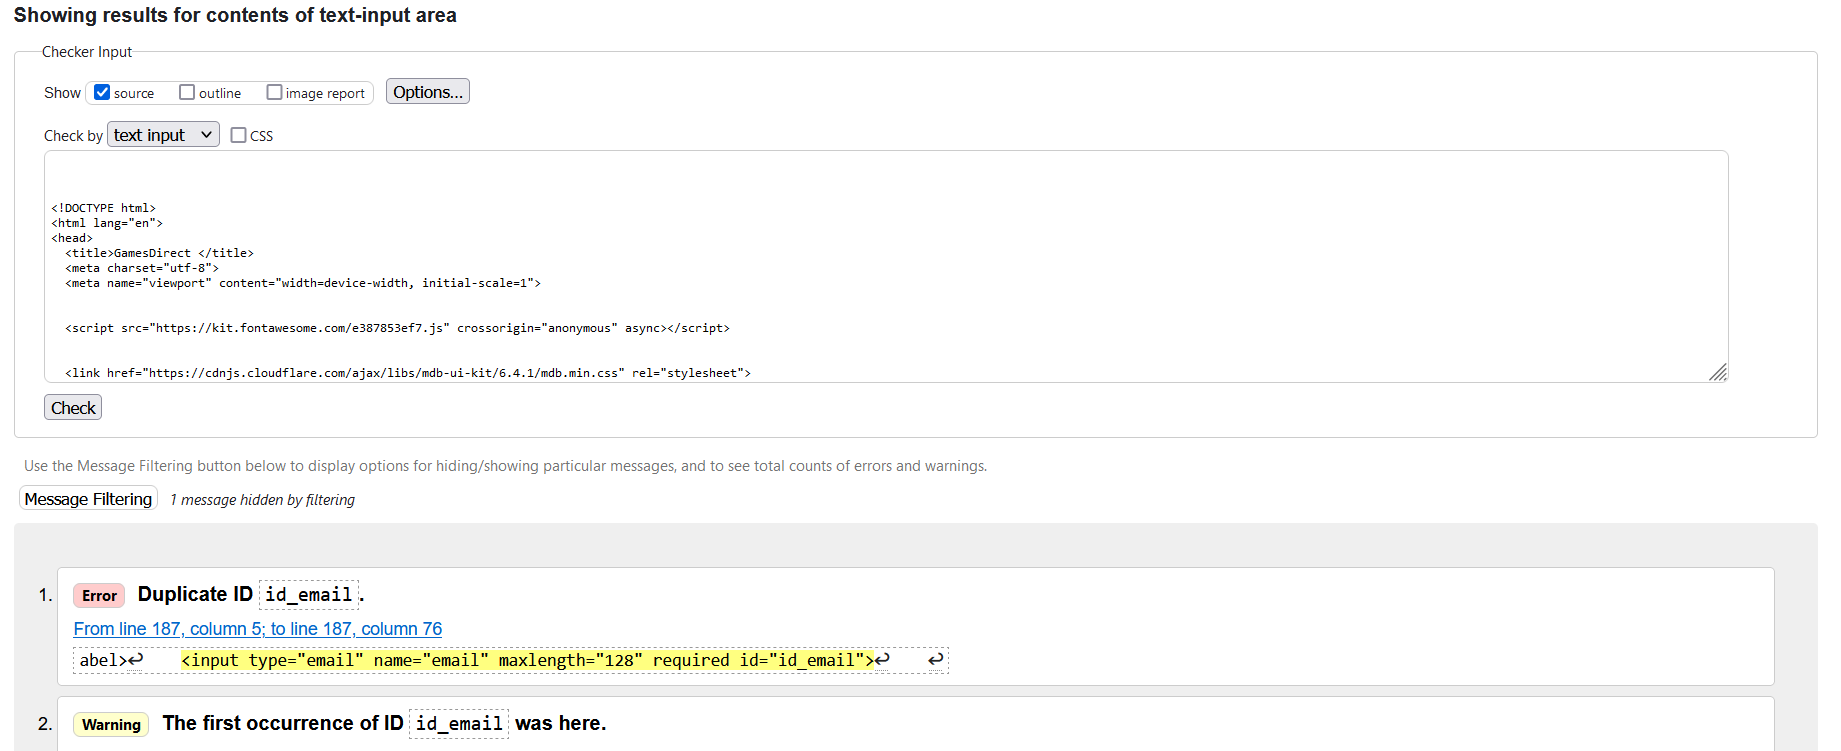 Showing results for contents of text-input area
Checker Input
Show source outline image report Options...
Check by text input CSS
<!DOCTYPE html>
<html lang="en">
<head>
<title>GamesDirect </title>
<meta charset="utf-8">
<meta name="viewport" content="width=device-width, initial-scale=1">
<script src="https://kit.fontawesome.com/e387853ef7.js" crossorigin="anonymous" async></script>
<link href="https://cdnjs.cloudflare.com/ajax/libs/mdb-ui-kit/6.4.1/mdb.min.css" rel="stylesheet">
Check
Use the Message Filtering button below to display options for hiding/showing particular messages, and to see total counts of errors and warnings.
Message Filtering 1 message hidden by filtering
1. Error Duplicate ID id_email.
From line 187, column 5; to line 187, column 76
abel>↩ <input type="email" name="email" maxlength="128" required id="id_email">↩ ↩
2. Warning The first occurrence of ID id_email was here.